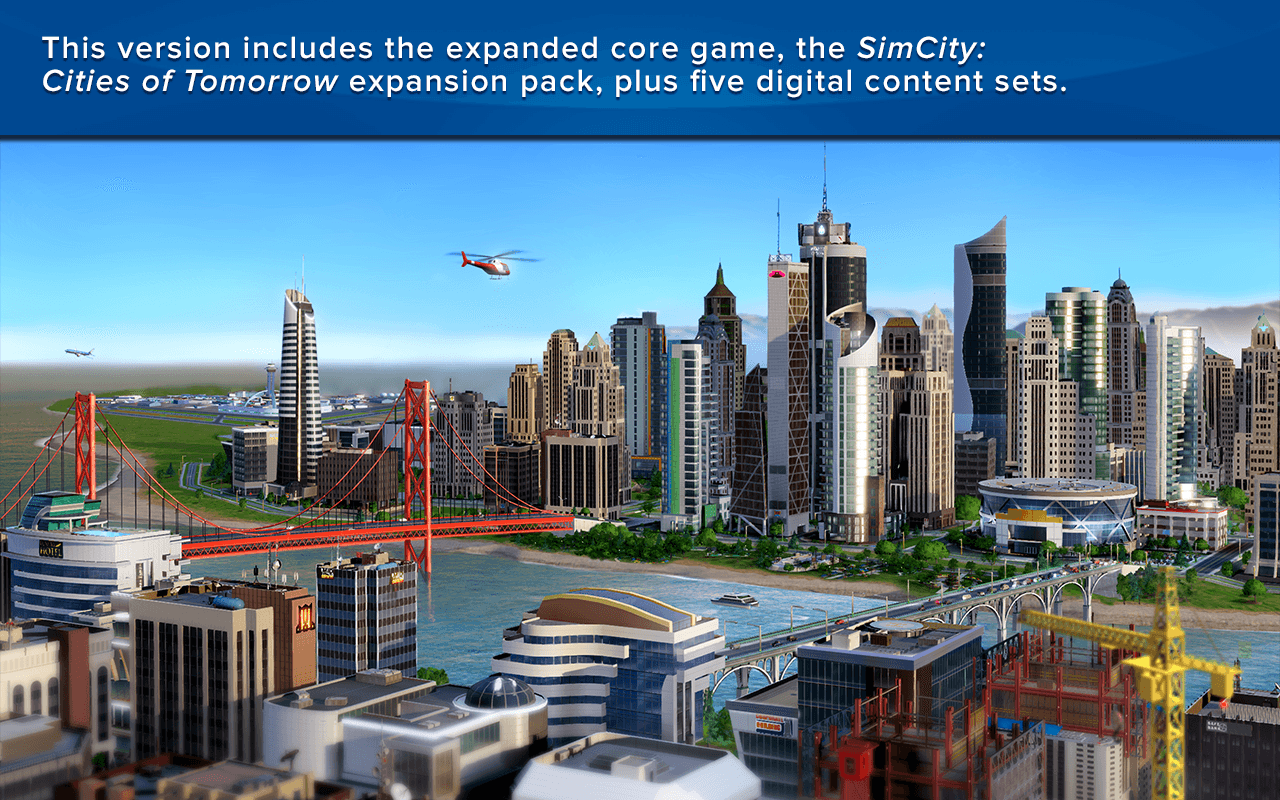 This version includes the expanded core game, the SimCity:
Cities of Tomorrow expansion pack, plus five digital content sets.
HOTEL